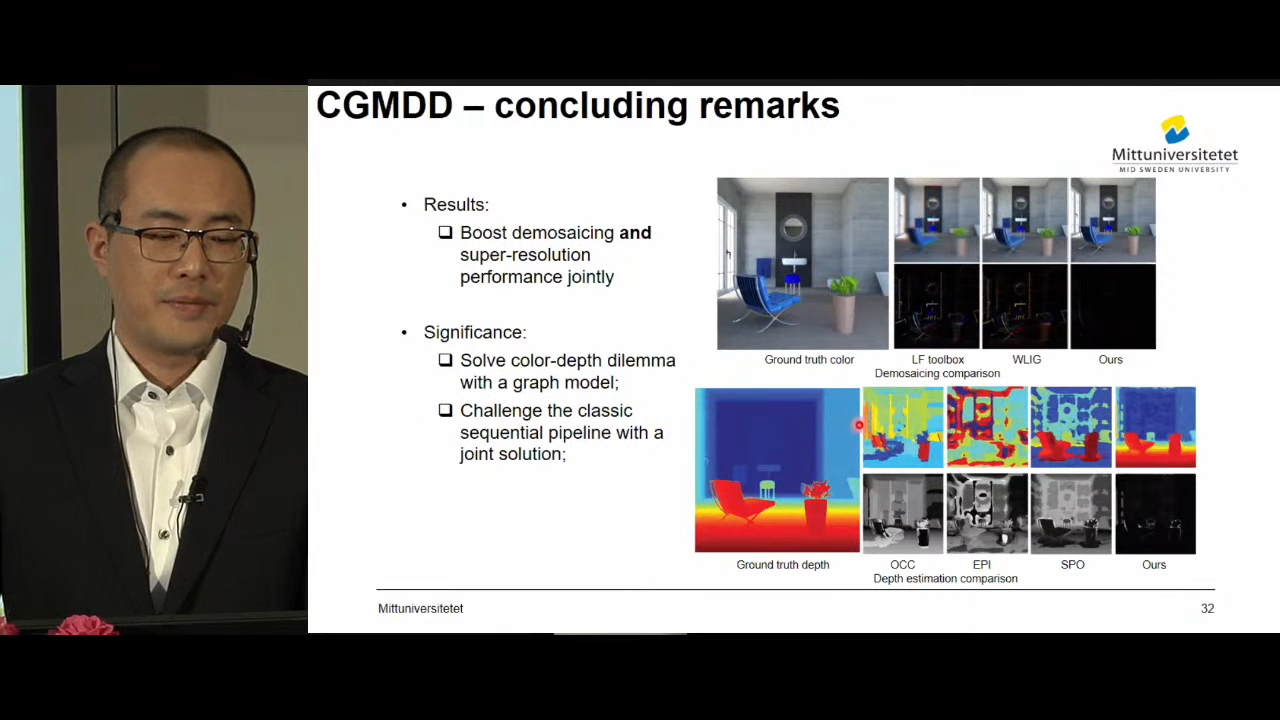 CGMDD – concluding remarks
Mittuniversitetet
MID SWEDEN UNIVERSITY
• Results:
❑ Boost demosaicing and
super-resolution
performance jointly
• Significance:
❑ Solve color-depth dilemma
with a graph model;
❑ Challenge the classic
sequential pipeline with a
joint solution;
Ground truth color
LF toolbox
WLIG
Ours
Demosaicing comparison
Ground truth depth
OCC
EPI
SPO
Ours
Depth estimation comparison
Mittuniversitetet
32